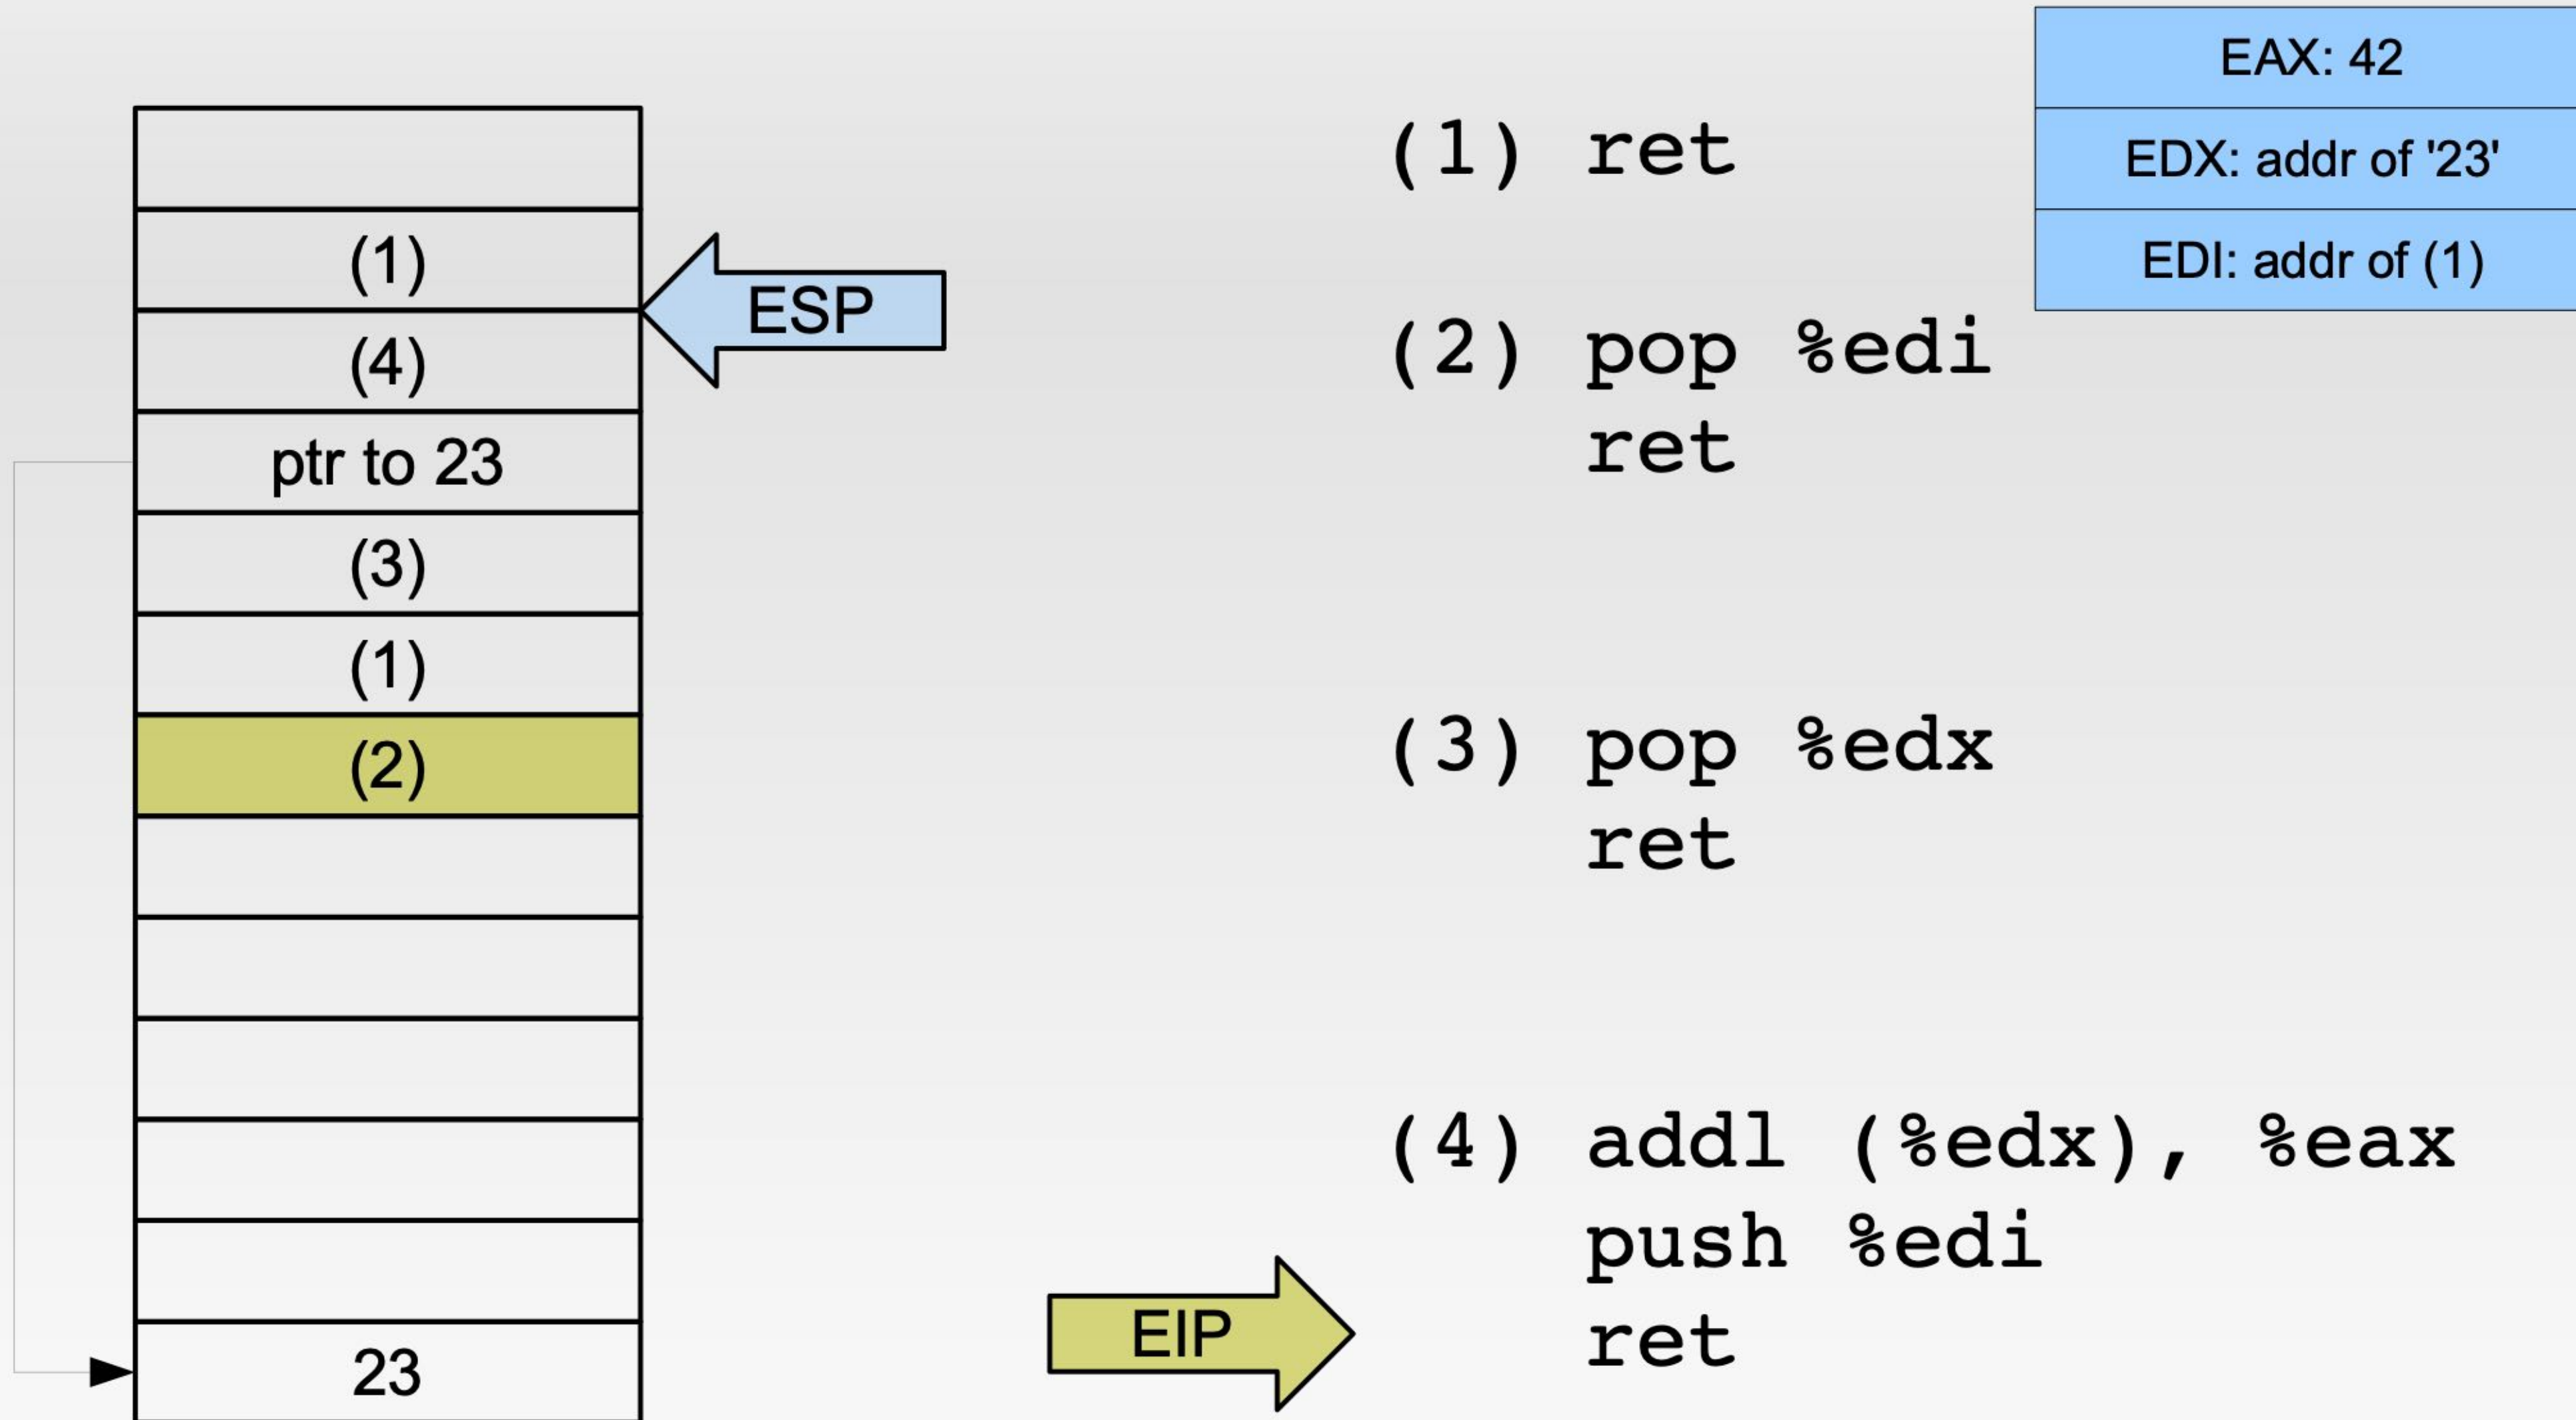 EAX: 42
EDX: addr of '23'
EDI: addr of (1)
(1)
(4)
ptr to 23
(3)
(1)
(2)
23
ESP
EIP
(1) ret
(2) pop %edi
ret
(3) pop %edx
ret
(4) addl (%edx), %eax
push %edi
ret